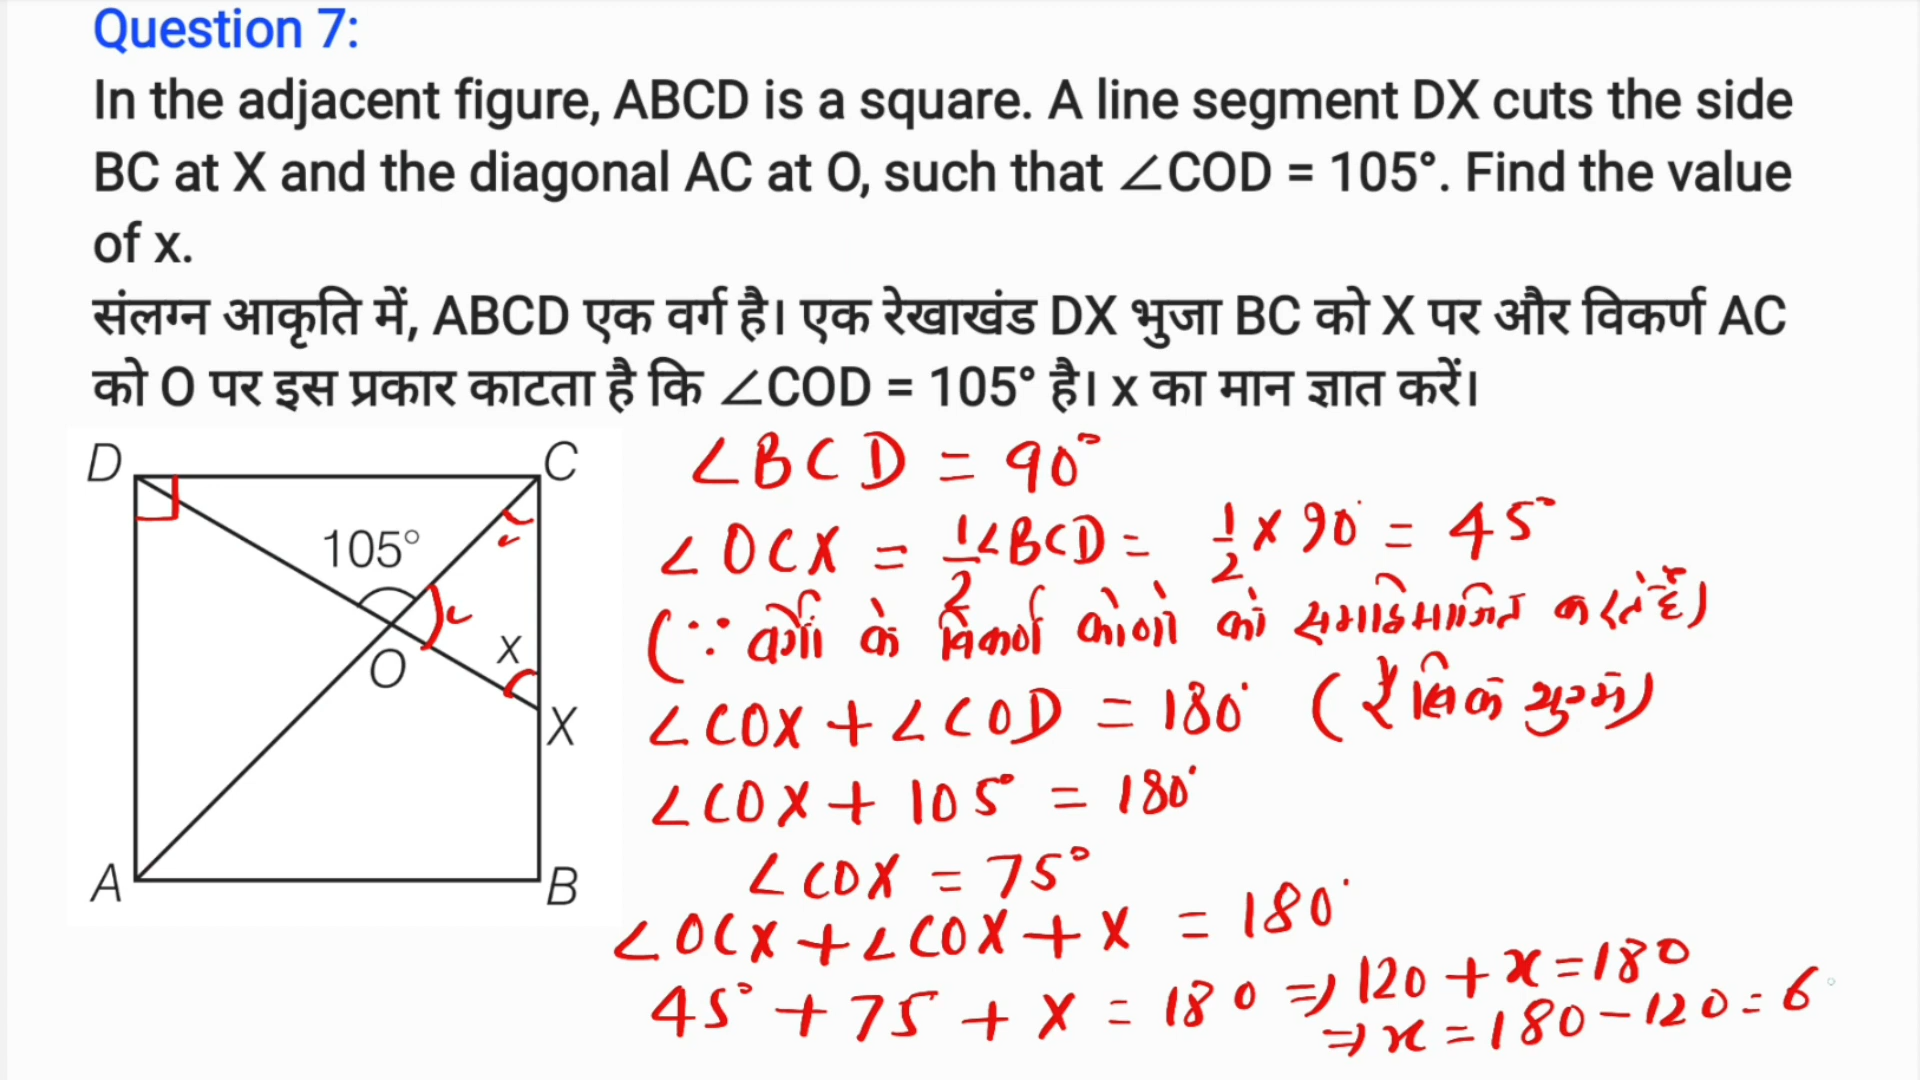 Question 7:
In the adjacent figure, ABCD is a square. A line segment DX cuts the side
BC at X and the diagonal AC at O, such that ∠COD = 105°. Find the value
of x.
संलग्न आकृति में, ABCD एक वर्ग है। एक रेखाखंड DX भुजा BC को X पर और विकर्ण AC
को O पर इस प्रकार काटता है कि ∠COD = 105° है। x का मान ज्ञात करें।
D
C
105°
x
O
X
A
B
∠BCD = 90°
∠OCX = 1/2 ∠BCD = 1/2 × 90° = 45°
(∵ वर्ग के विकर्ण कोणों को समद्विभाजित करते हैं)
∠COX + ∠COD = 180° (रैखिक युग्म)
∠COX + 105° = 180°
∠COX = 75°
∠OCX + ∠COX + x = 180°
45° + 75 + x = 180 ⇒ 120 + x = 180
⇒ x = 180 - 120 = 6